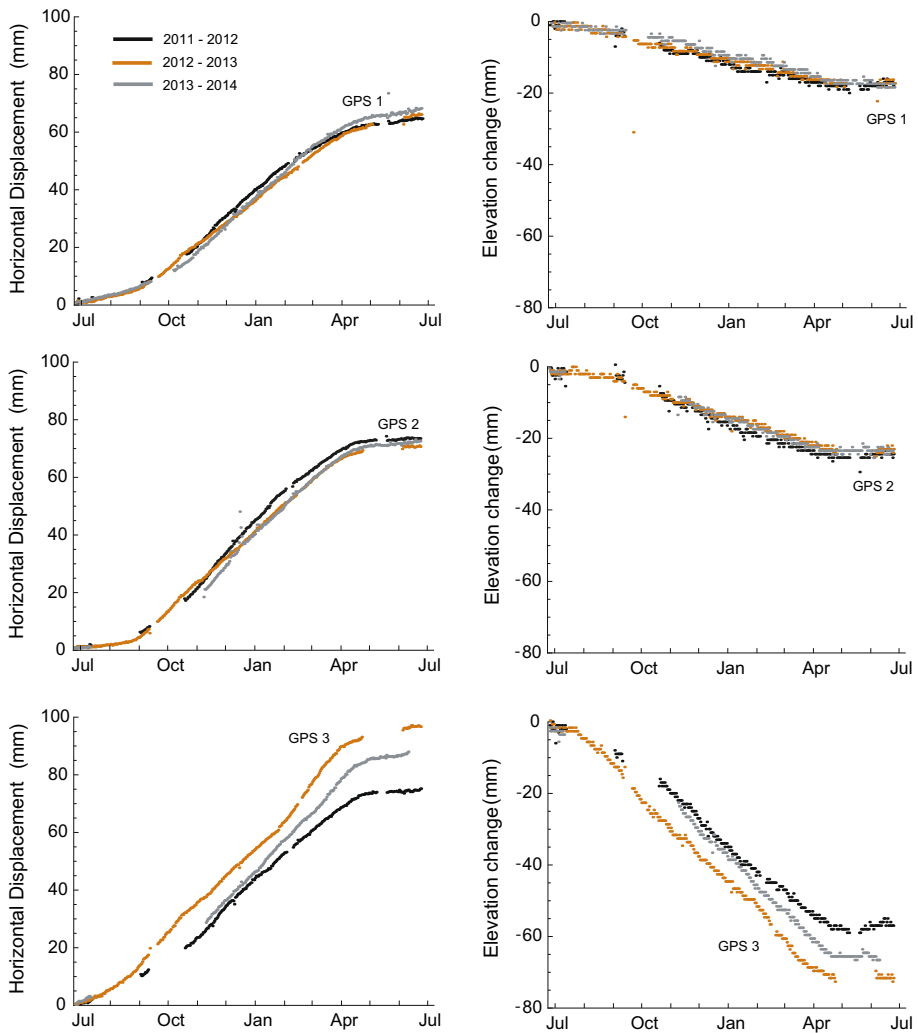 Horizontal Displacement (mm)
100
80
60
40
20
0
2011 - 2012
2012 - 2013
2013 - 2014
GPS 1
Jul Oct Jan Apr Jul
Elevation change (mm)
0
-20
-40
-60
-80
GPS 1
Jul Oct Jan Apr Jul
Horizontal Displacement (mm)
100
80
60
40
20
0
GPS 2
Jul Oct Jan Apr Jul
Elevation change (mm)
0
-20
-40
-60
-80
GPS 2
Jul Oct Jan Apr Jul
Horizontal Displacement (mm)
100
80
60
40
20
0
GPS 3
Jul Oct Jan Apr Jul
Elevation change (mm)
0
-20
-40
-60
-80
GPS 3
Jul Oct Jan Apr Jul